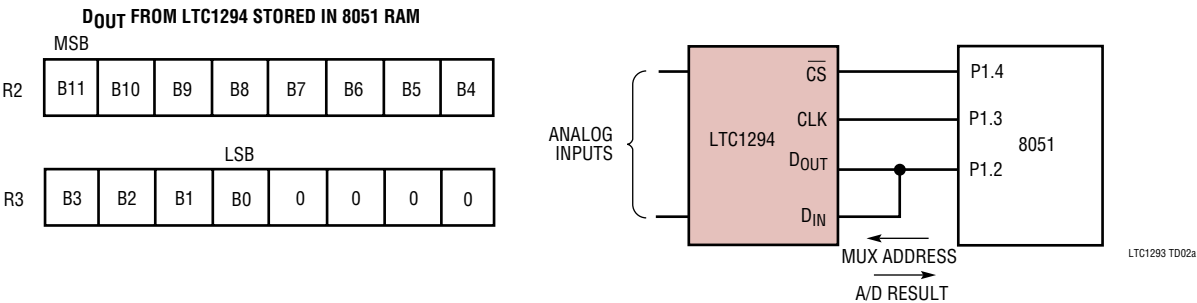 DOUT FROM LTC1294 STORED IN 8051 RAM
MSB
R2 B11 B10 B9 B8 B7 B6 B5 B4
LSB
R3 B3 B2 B1 B0 0 0 0 0
ANALOG
INPUTS
LTC1294
CS
CLK
DOUT
DIN
P1.4
P1.3
P1.2
8051
MUX ADDRESS
A/D RESULT
LTC1293 TD02a